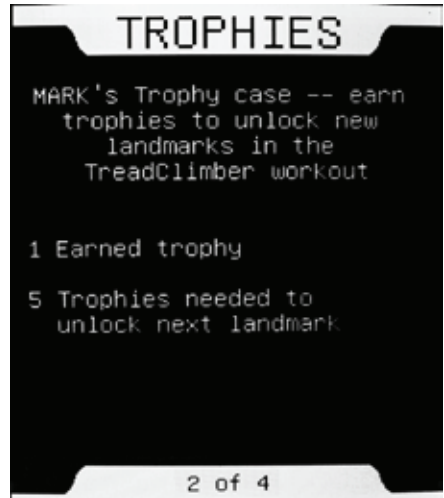 TROPHIES
MARK's Trophy case -- earn
trophies to unlock new
landmarks in the
TreadClimber workout
1 Earned trophy
5 Trophies needed to
unlock next landmark
2 of 4